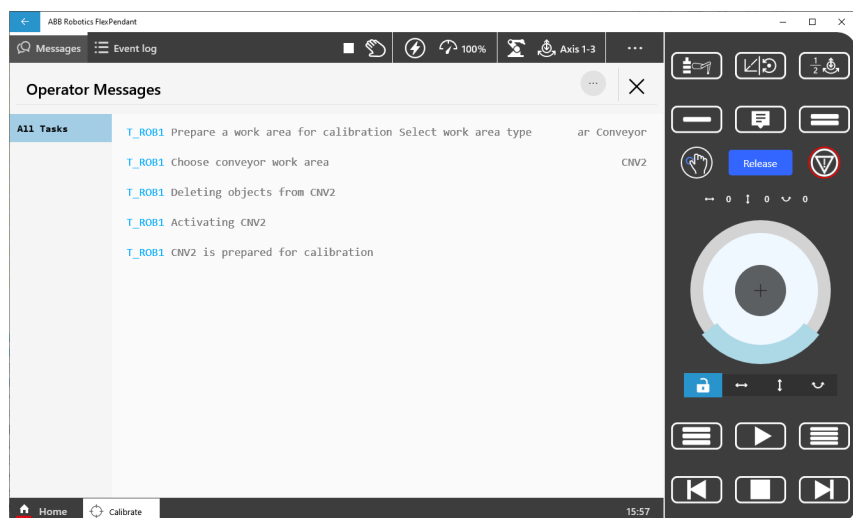 ABB Robotics FlexPendant
Messages
Event log
100%
Axis 1-3
Operator Messages
All Tasks
T_ROB1 Prepare a work area for calibration Select work area type ar Conveyor
T_ROB1 Choose conveyor work area CNV2
T_ROB1 Deleting objects from CNV2
T_ROB1 Activating CNV2
T_ROB1 CNV2 is prepared for calibration
1
2
Release
0 0 0
Home
Calibrate
15:57